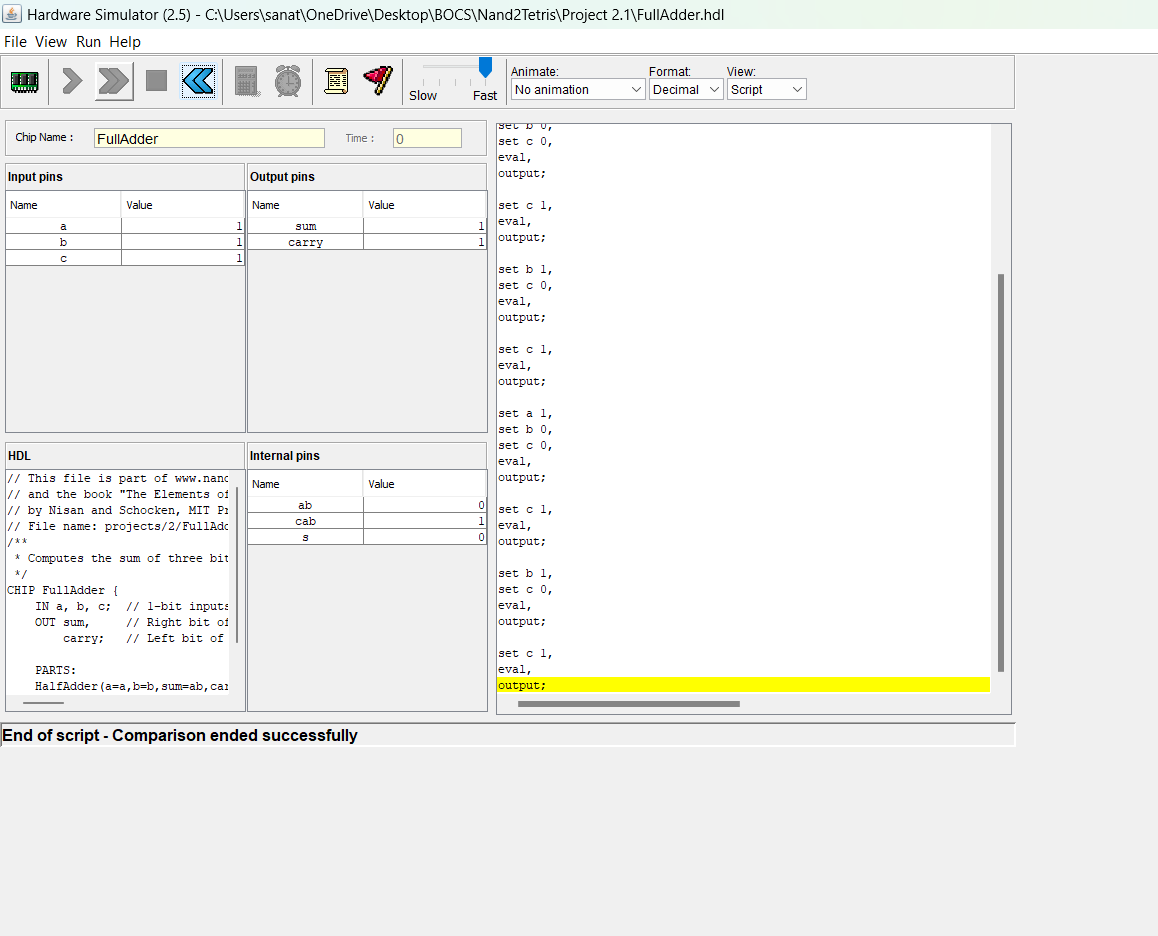 Hardware Simulator (2.5) - C:\Users\sanat\OneDrive\Desktop\BOCS\Nand2Tetris\Project 2.1\FullAdder.hdl
File View Run Help
Slow Fast
Animate: Format: View:
No animation Decimal Script
Chip Name : FullAdder Time : 0
Input pins
Name Value
a 1
b 1
c 1
Output pins
Name Value
sum 1
carry 1
HDL
// This file is part of www.nand
// and the book "The Elements of
// by Nisan and Schocken, MIT Pr
// File name: projects/2/FullAdd
/**
* Computes the sum of three bit
*/
CHIP FullAdder {
IN a, b, c; // 1-bit inputs
OUT sum, // Right bit of
carry; // Left bit of
PARTS:
HalfAdder(a=a,b=b,sum=ab,car
Internal pins
Name Value
ab 0
cab 1
s 0
set b 0,
set c 0,
eval,
output;
set c 1,
eval,
output;
set b 1,
set c 0,
eval,
output;
set c 1,
eval,
output;
set a 1,
set b 0,
set c 0,
eval,
output;
set c 1,
eval,
output;
set b 1,
set c 0,
eval,
output;
set c 1,
eval,
output;
End of script - Comparison ended successfully